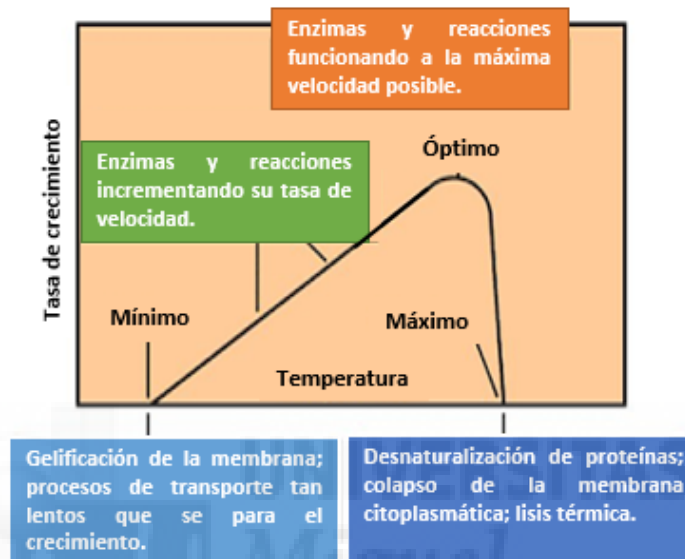 Enzimas y reacciones
funcionando a la máxima
velocidad posible.
Enzimas y reacciones
incrementando su tasa de
velocidad.
Óptimo
Tasa de crecimiento
Mínimo
Máximo
Temperatura
Gelificación de la membrana;
procesos de transporte tan
lentos que se para el
crecimiento.
Desnaturalización de proteínas;
colapso de la membrana
citoplasmática; lisis térmica.